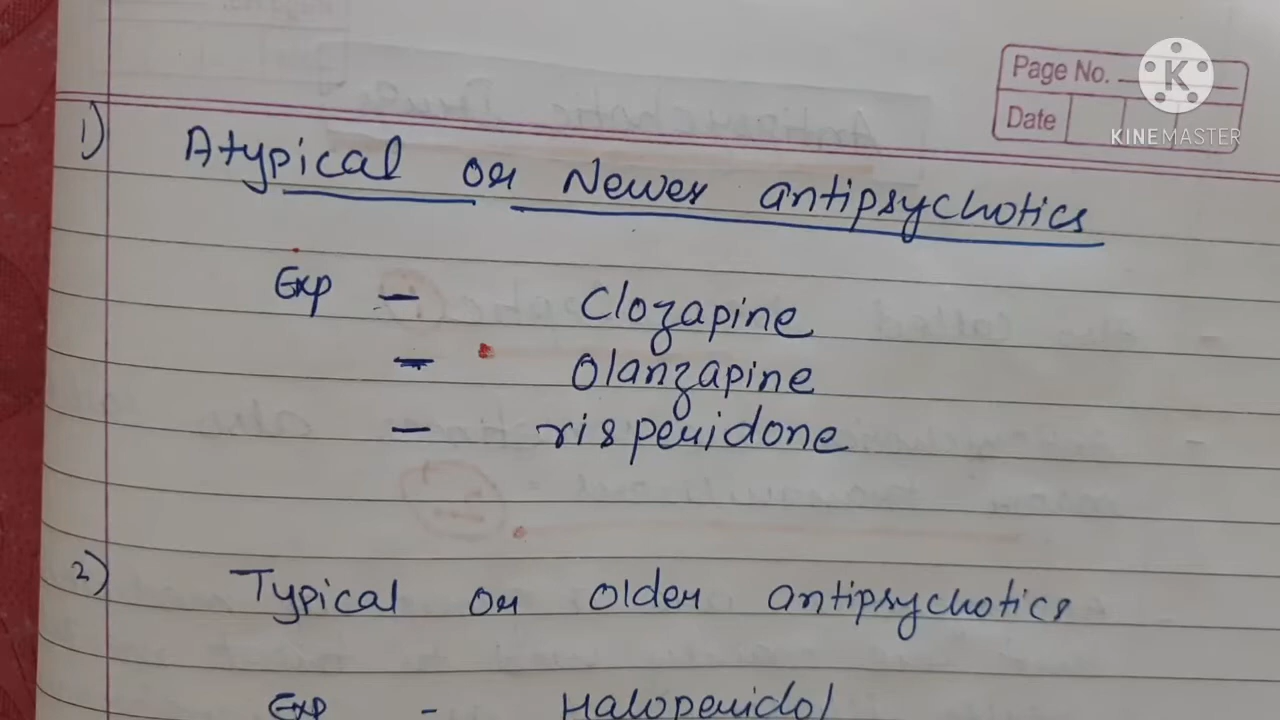 Page No.
Date
KINEMASTER
1) Atypical or Newer antipsychotics
Exp - Clozapine
- Olanzapine
- risperidone
2) Typical or older antipsychotics
Exp - Haloperidol